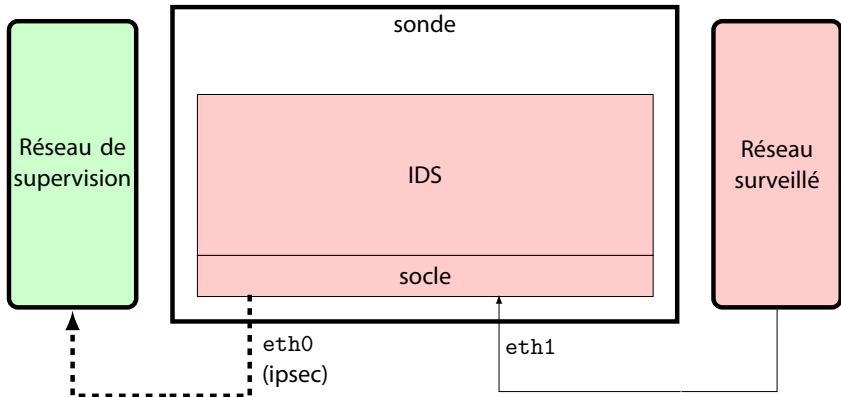 sonde
Réseau de
supervision
IDS
Réseau
surveillé
socle
eth0
(ipsec)
eth1